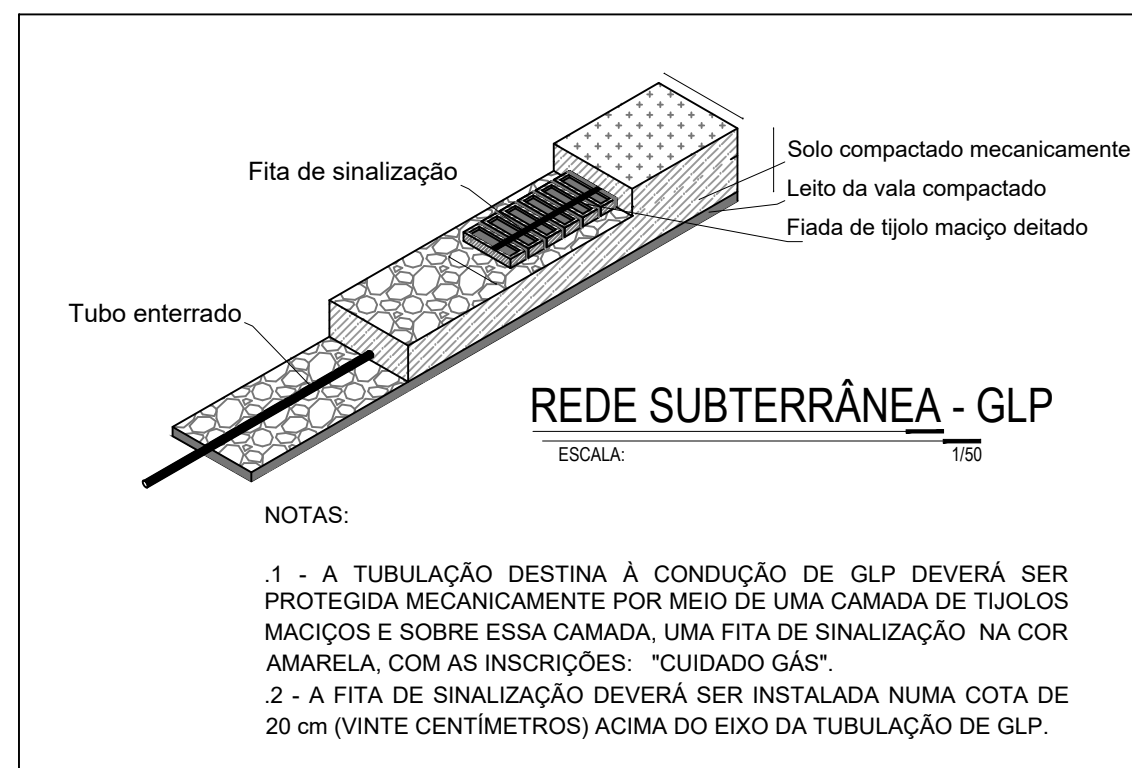 Fita de sinalização
Solo compactado mecanicamente
Leito da vala compactado
Fiada de tijolo maciço deitado
Tubo enterrado
REDE SUBTERRÂNEA - GLP
ESCALA: 1/50
NOTAS:
.1 - A TUBULAÇÃO DESTINA À CONDUÇÃO DE GLP DEVERÁ SER
PROTEGIDA MECANICAMENTE POR MEIO DE UMA CAMADA DE TIJOLOS
MACIÇOS E SOBRE ESSA CAMADA, UMA FITA DE SINALIZAÇÃO NA COR
AMARELA, COM AS INSCRIÇÕES: "CUIDADO GÁS".
.2 - A FITA DE SINALIZAÇÃO DEVERÁ SER INSTALADA NUMA COTA DE
20 cm (VINTE CENTÍMETROS) ACIMA DO EIXO DA TUBULAÇÃO DE GLP.